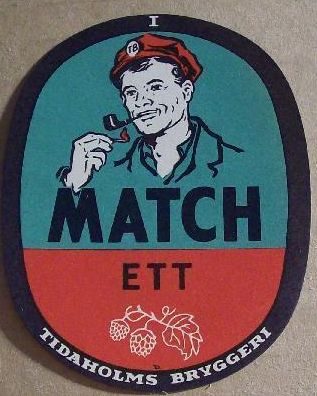 I
TB
MATCH
ETT
TIDAHOLMS BRYGGERI